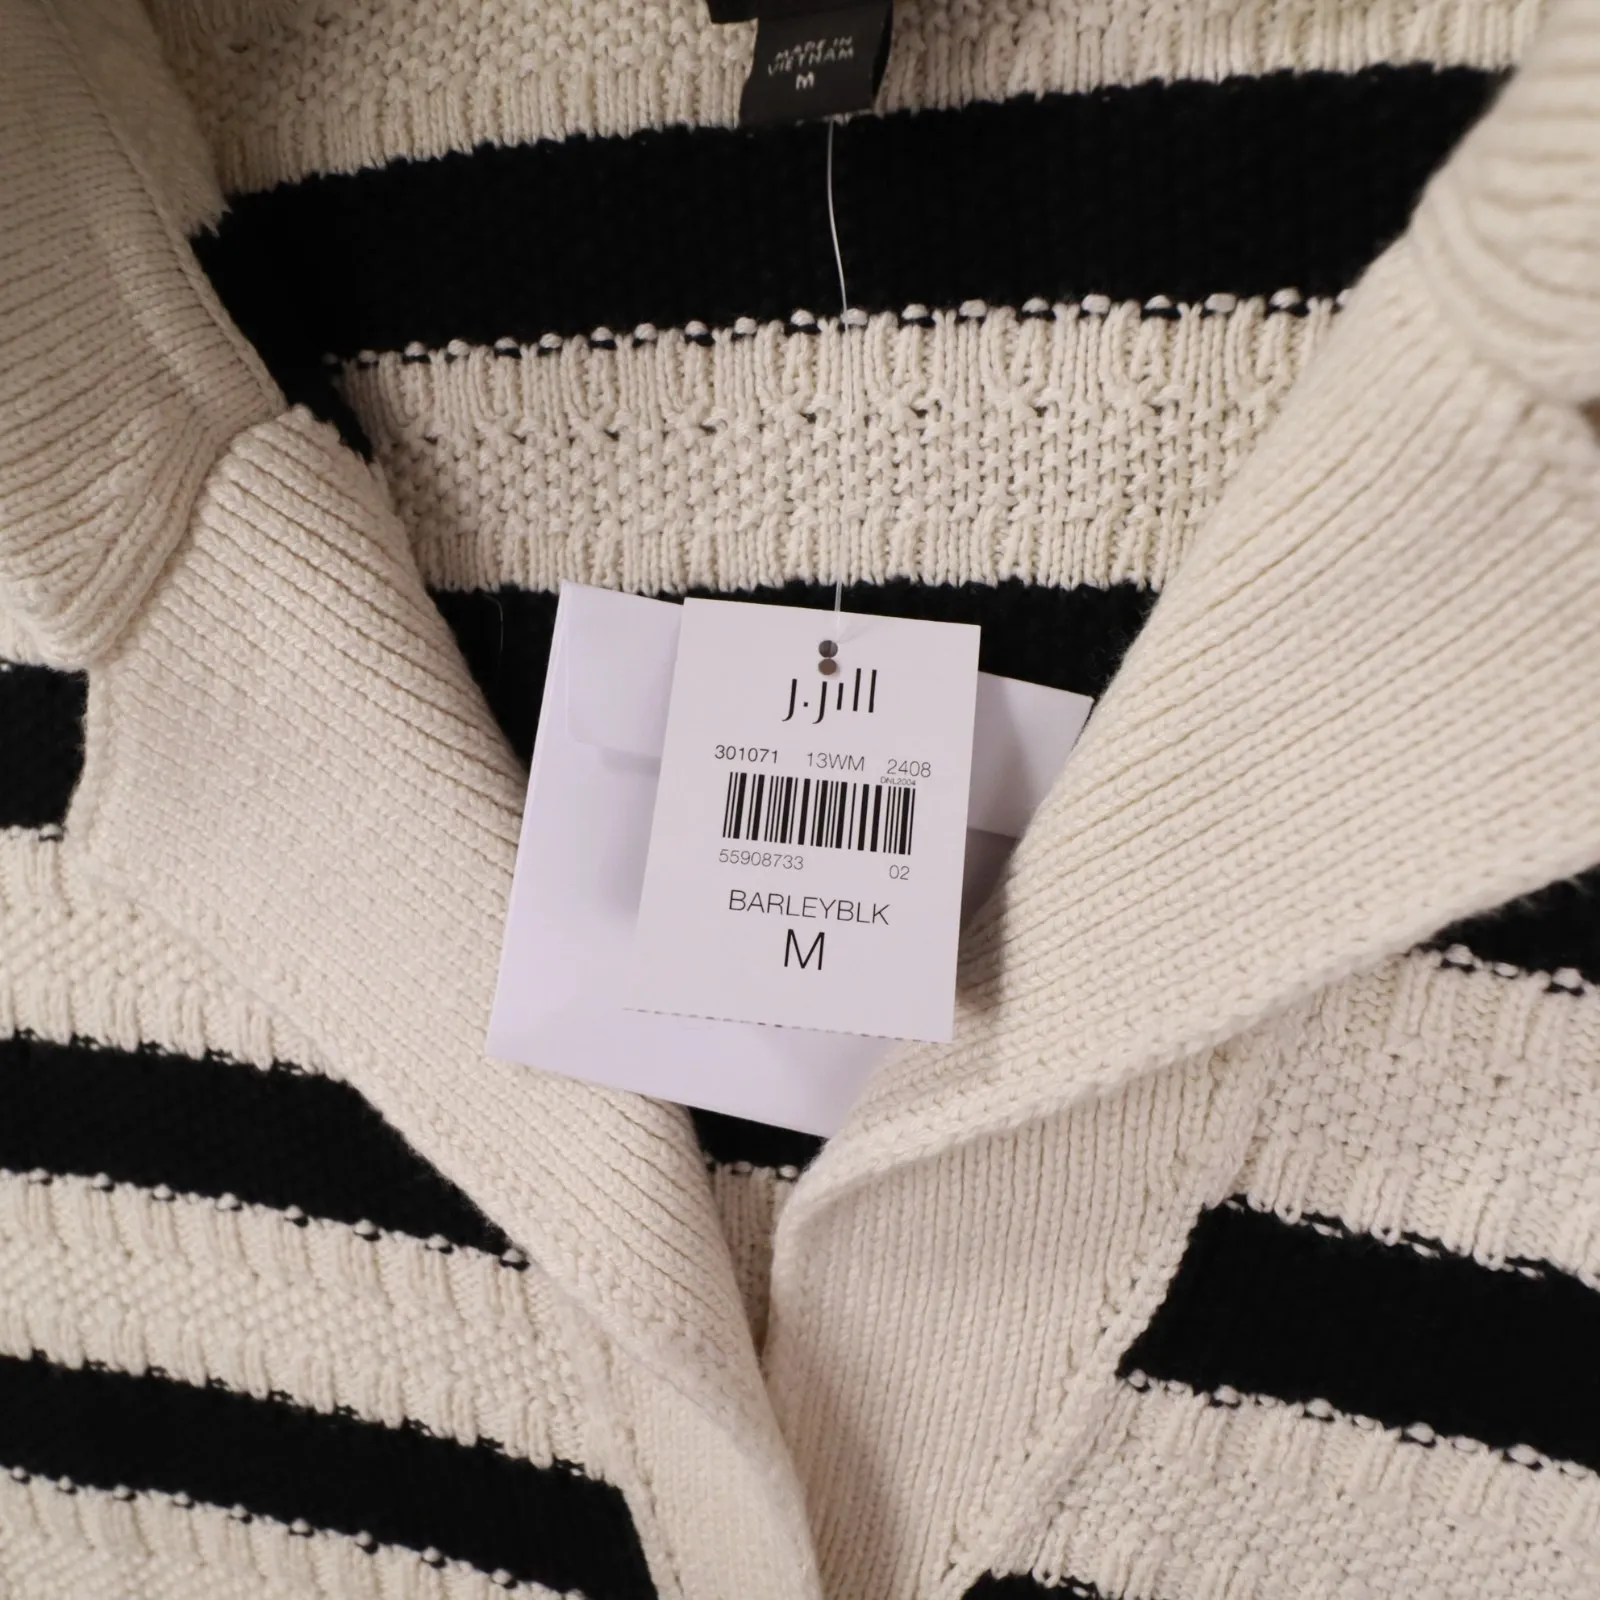 MADE IN
VIETNAM
M
j.jill
301071 13WM 2408
DNL2004
55908733 02
BARLEYBLK
M